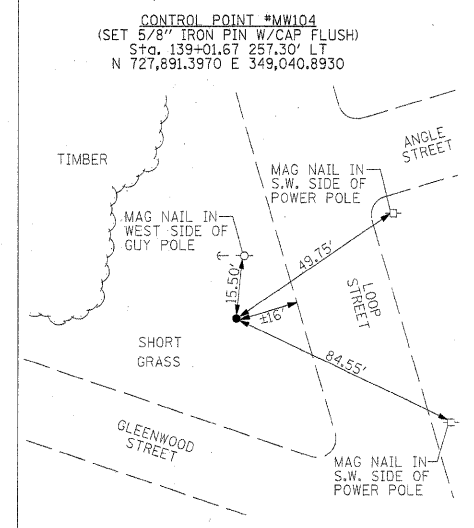 CONTROL POINT #MW104
(SET 5/8" IRON PIN W/CAP FLUSH)
Sta. 139+01.67 257.30' LT
N 727,891.3970 E 349,040.8930
ANGLE
STREET
TIMBER
MAG NAIL IN
S.W. SIDE OF
POWER POLE
MAG NAIL IN
WEST SIDE OF
GUY POLE
49.75'
15.50'
±16'
LOOP
STREET
SHORT
GRASS
84.55'
GLEENWOOD
STREET
MAG NAIL IN
S.W. SIDE OF
POWER POLE